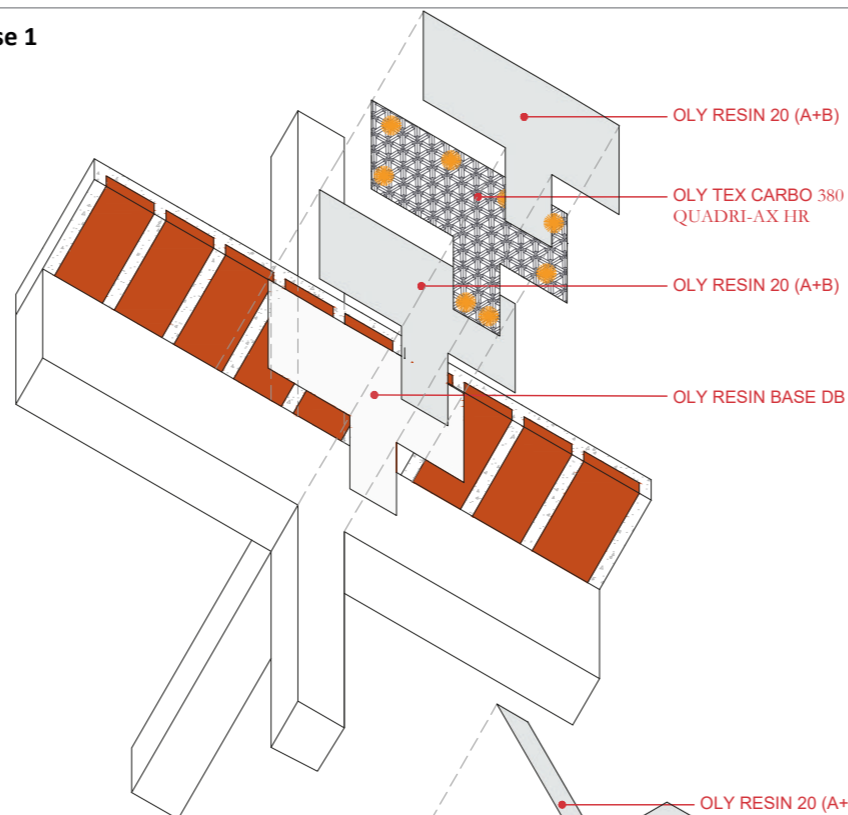 se 1
OLY RESIN 20 (A+B)
OLY TEX CARBO 380
QUADRI-AX HR
OLY RESIN 20 (A+B)
OLY RESIN BASE DB
OLY RESIN 20 (A+